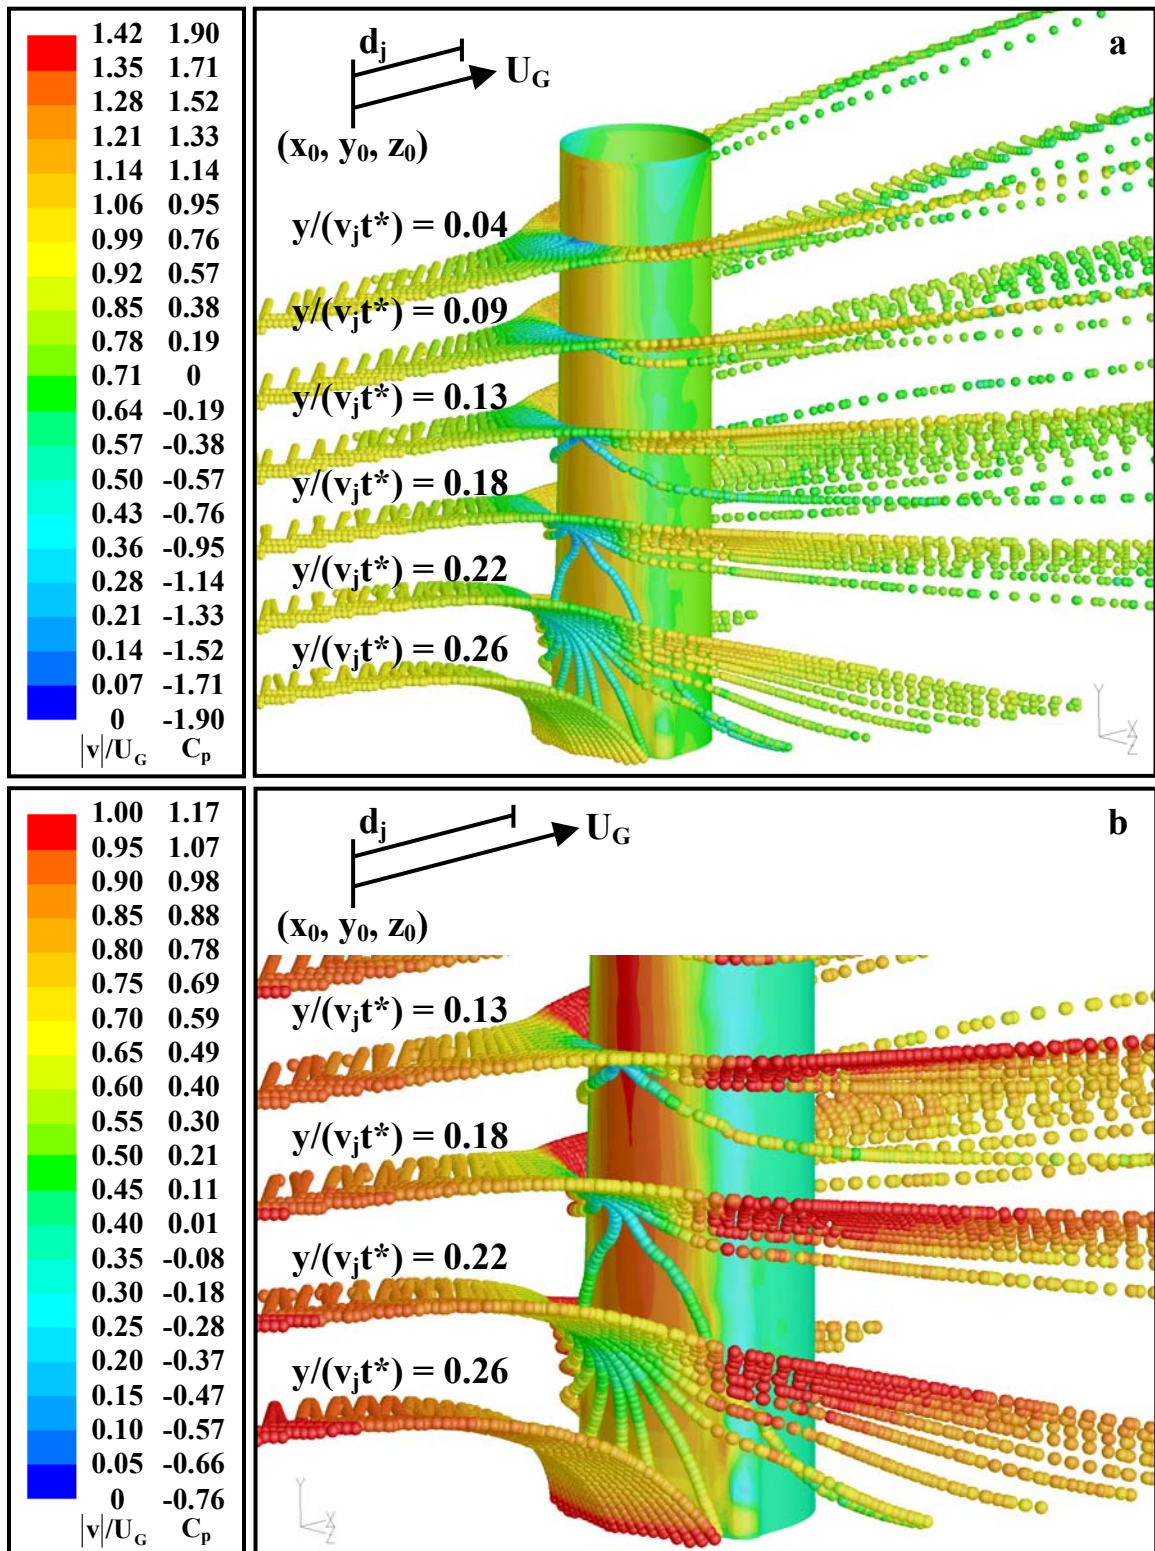 1.42 1.90
1.35 1.71
1.28 1.52
1.21 1.33
1.14 1.14
1.06 0.95
0.99 0.76
0.92 0.57
0.85 0.38
0.78 0.19
0.71 0
0.64 -0.19
0.57 -0.38
0.50 -0.57
0.43 -0.76
0.36 -0.95
0.28 -1.14
0.21 -1.33
0.14 -1.52
0.07 -1.71
0 -1.90
|v|/U_G C_p
a
d_j
U_G
(x₀, y₀, z₀)
y/(v_jt*) = 0.04
y/(v_jt*) = 0.09
y/(v_jt*) = 0.13
y/(v_jt*) = 0.18
y/(v_jt*) = 0.22
y/(v_jt*) = 0.26
Y
X
Z
1.00 1.17
0.95 1.07
0.90 0.98
0.85 0.88
0.80 0.78
0.75 0.69
0.70 0.59
0.65 0.49
0.60 0.40
0.55 0.30
0.50 0.21
0.45 0.11
0.40 0.01
0.35 -0.08
0.30 -0.18
0.25 -0.28
0.20 -0.37
0.15 -0.47
0.10 -0.57
0.05 -0.66
0 -0.76
|v|/U_G C_p
b
d_j
U_G
(x₀, y₀, z₀)
y/(v_jt*) = 0.13
y/(v_jt*) = 0.18
y/(v_jt*) = 0.22
y/(v_jt*) = 0.26
Y
X
Z